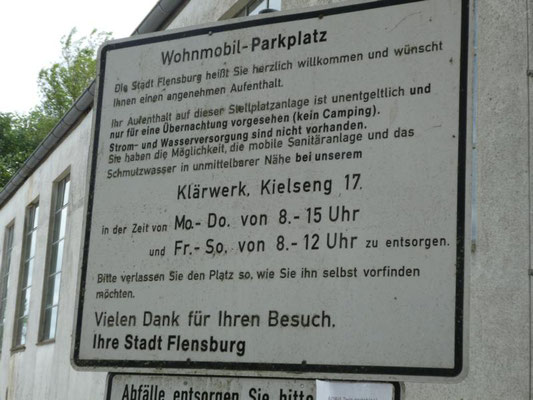 Wohnmobil-Parkplatz
Die Stadt Flensburg heißt Sie herzlich willkommen und wünscht
Ihnen einen angenehmen Aufenthalt.
Ihr Aufenthalt auf dieser Stellplatzanlage ist unentgeltlich und
nur für eine Übernachtung vorgesehen (kein Camping).
Strom- und Wasserversorgung sind nicht vorhanden.
Sie haben die Möglichkeit, die mobile Sanitäranlage und das
Schmutzwasser in unmittelbarer Nähe bei unserem
Klärwerk, Kielseng 17,
in der Zeit von Mo.- Do. von 8.- 15 Uhr
und Fr.- So. von 8.- 12 Uhr zu entsorgen.
Bitte verlassen Sie den Platz so, wie Sie ihn selbst vorfinden
möchten.
Vielen Dank für Ihren Besuch.
Ihre Stadt Flensburg
Abfälle entsorgen Sie bitte